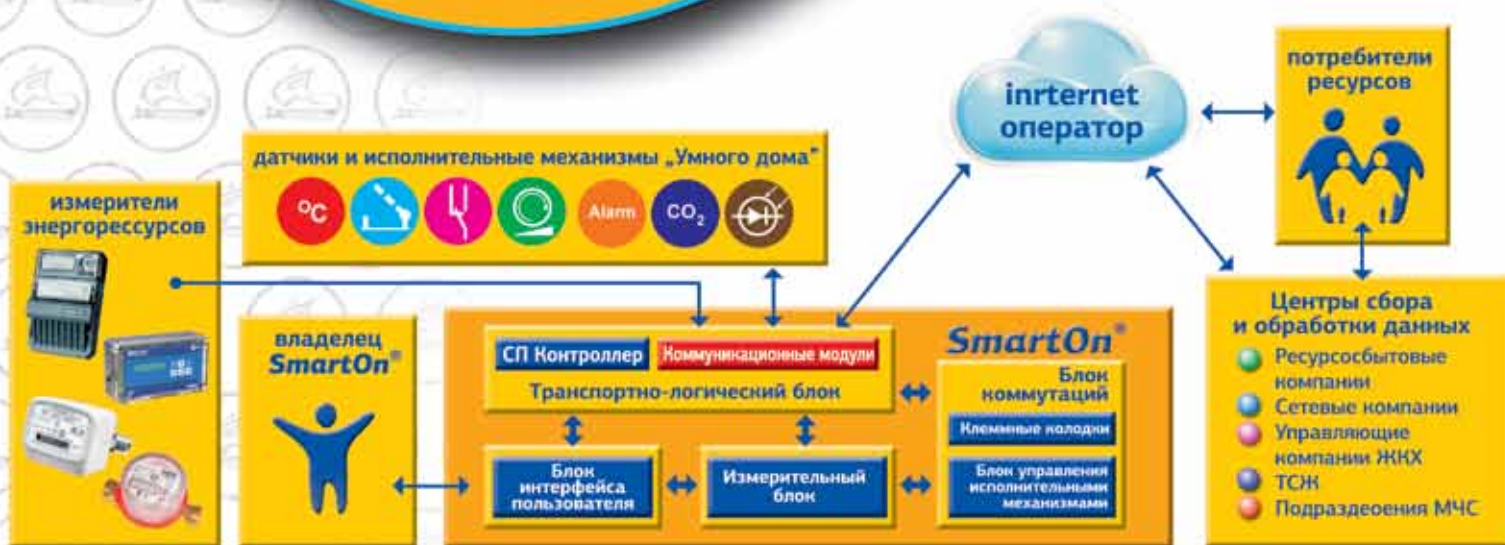 inrternet
оператор
потребители
ресурсов
датчики и исполнительные механизмы „Умного дома"
°C
Alarm
CO₂
измерители
энергорессурсов
владелец
SmartOn®
СП Контроллер
Коммуникационные модули
Транспортно-логический блок
SmartOn®
Блок
коммутаций
Клеминые колодки
Блок управления
исполнительными
механизмами
Блок
интерфейса
пользователя
Измерительный
блок
Центры сбора
и обработки данных
Ресурсосбытовые
компании
Сетевые компании
Управляющие
компании ЖКХ
ТСЖ
Подраздеоения МЧС